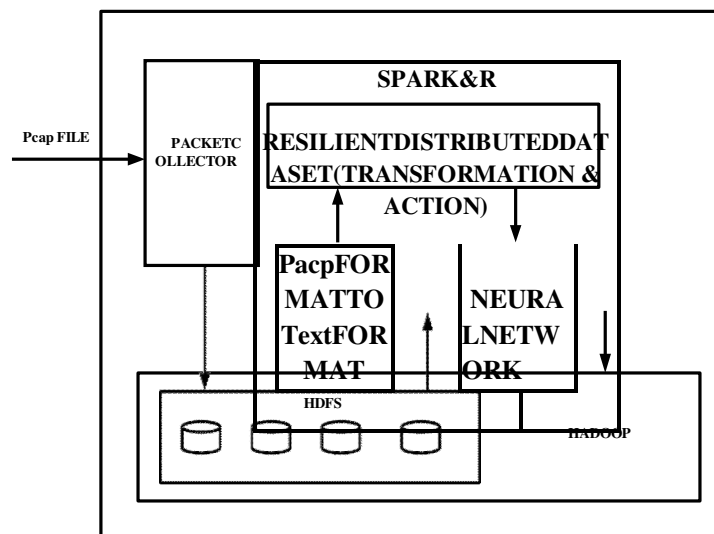 SPARK&R
Pcap FILE
PACKETC
OLLECTOR
RESILIENTDISTRIBUTEDDAT
ASET(TRANSFORMATION &
ACTION)
PacpFOR
MATTO
TextFOR
MAT
NEURA
LNETW
ORK
HDFS
HADOOP